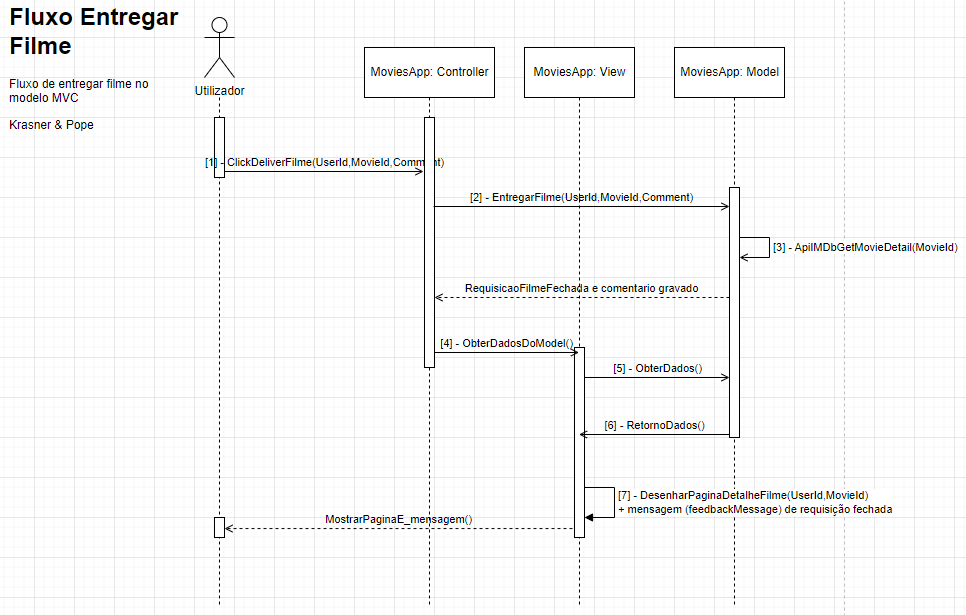 Fluxo Entregar
Filme
Fluxo de entregar filme no
modelo MVC
Krasner & Pope
Utilizador
MoviesApp: Controller
MoviesApp: View
MoviesApp: Model
[1] - ClickDeliverFilme(UserId,MovieId,Comment)
[2] - EntregarFilme(UserId,MovieId,Comment)
[3] - ApiIMDbGetMovieDetail(MovieId)
RequisicaoFilmeFechada e comentario gravado
[4] - ObterDadosDoModel()
[5] - ObterDados()
[6] - RetornoDados()
[7] - DesenharPaginaDetalheFilme(UserId,MovieId)
+ mensagem (feedbackMessage) de requisição fechada
MostrarPaginaE_mensagem()